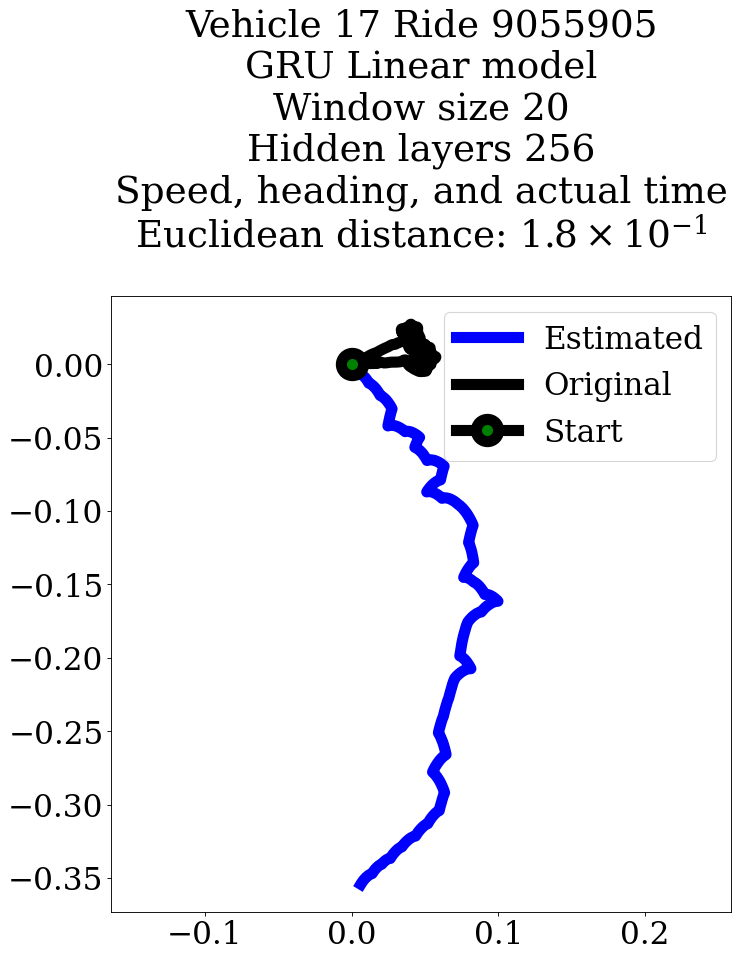 Vehicle 17 Ride 9055905
GRU Linear model
Window size 20
Hidden layers 256
Speed, heading, and actual time
Euclidean distance: 1.8 × 10⁻¹
Estimated
Original
Start
0.00
−0.05
−0.10
−0.15
−0.20
−0.25
−0.30
−0.35
−0.1 0.0 0.1 0.2